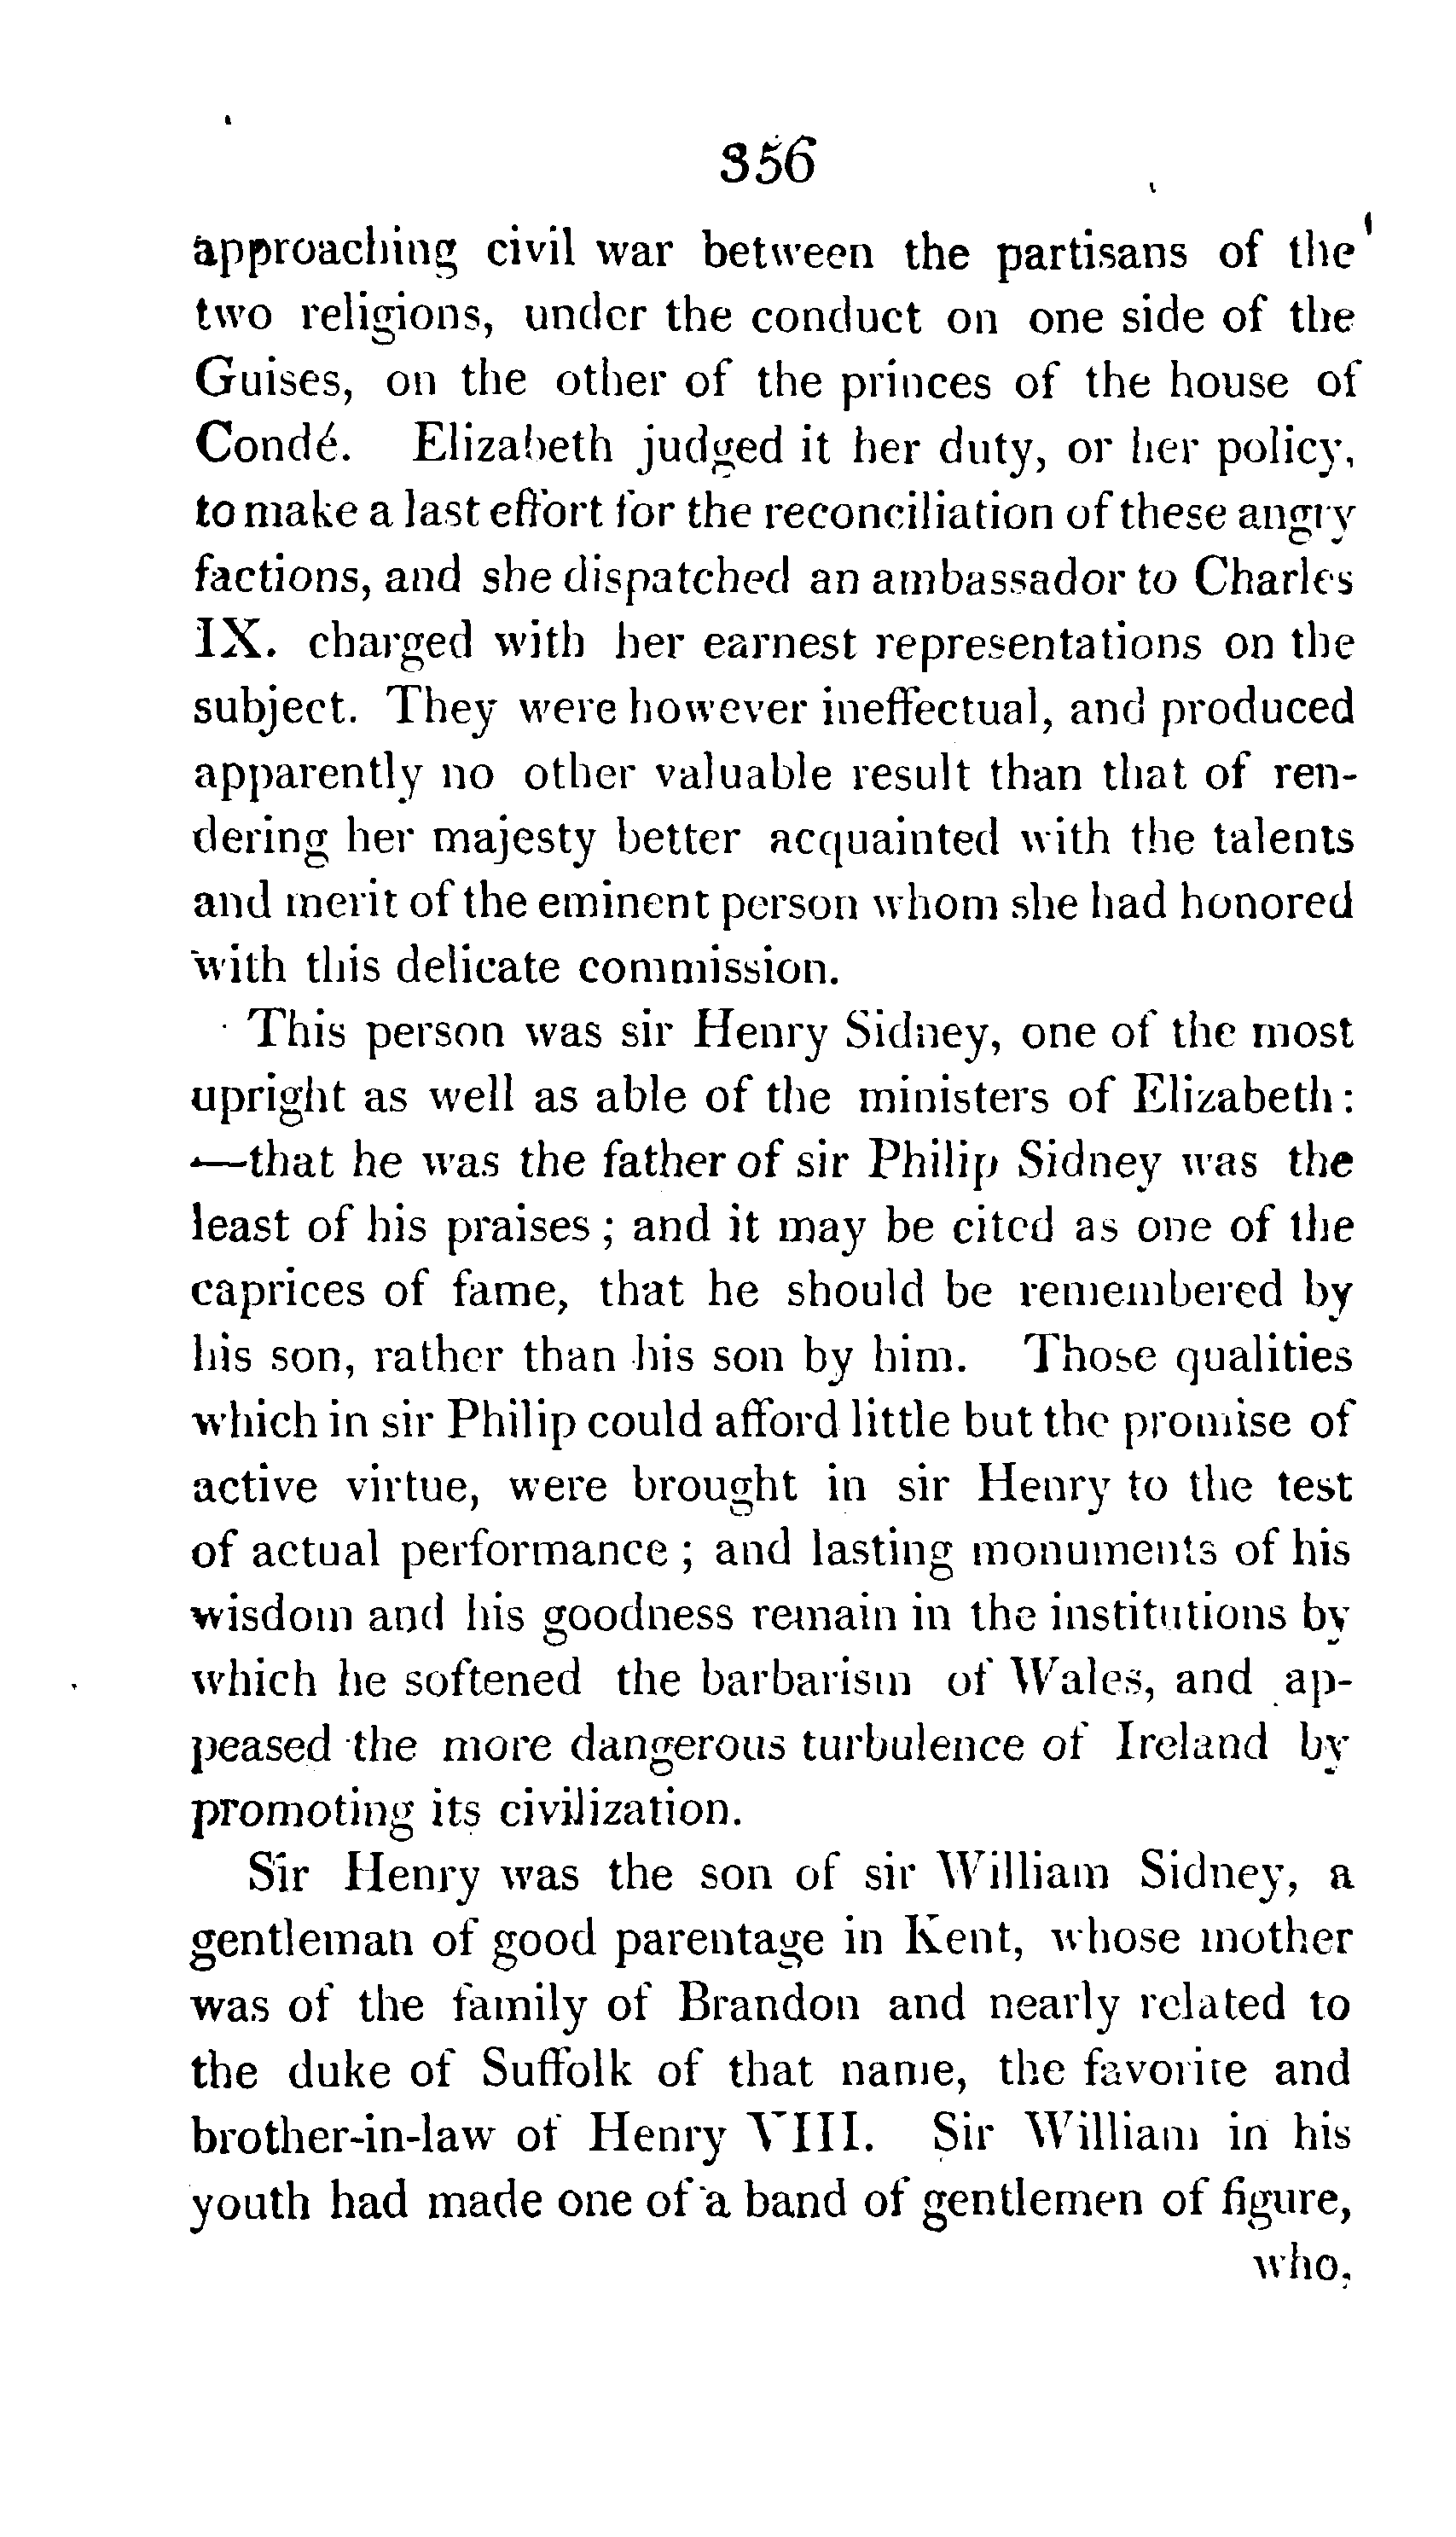 356
approaching civil war between the partisans of the
two religions, under the conduct on one side of the
Guises, on the other of the princes of the house of
Condé. Elizabeth judged it her duty, or her policy,
to make a last effort for the reconciliation of these angry
factions, and she dispatched an ambassador to Charles
IX. charged with her earnest representations on the
subject. They were however ineffectual, and produced
apparently no other valuable result than that of ren-
dering her majesty better acquainted with the talents
and merit of the eminent person whom she had honored
with this delicate commission.
This person was sir Henry Sidney, one of the most
upright as well as able of the ministers of Elizabeth:
—that he was the father of sir Philip Sidney was the
least of his praises; and it may be cited as one of the
caprices of fame, that he should be remembered by
his son, rather than his son by him. Those qualities
which in sir Philip could afford little but the promise of
active virtue, were brought in sir Henry to the test
of actual performance; and lasting monuments of his
wisdom and his goodness remain in the institutions by
which he softened the barbarism of Wales, and ap-
peased the more dangerous turbulence of Ireland by
promoting its civilization.
Sir Henry was the son of sir William Sidney, a
gentleman of good parentage in Kent, whose mother
was of the family of Brandon and nearly related to
the duke of Suffolk of that name, the favorite and
brother-in-law of Henry VIII. Sir William in his
youth had made one of a band of gentlemen of figure,
who,